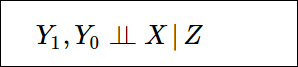 Y₁, Y₀ ⫫ X | Z